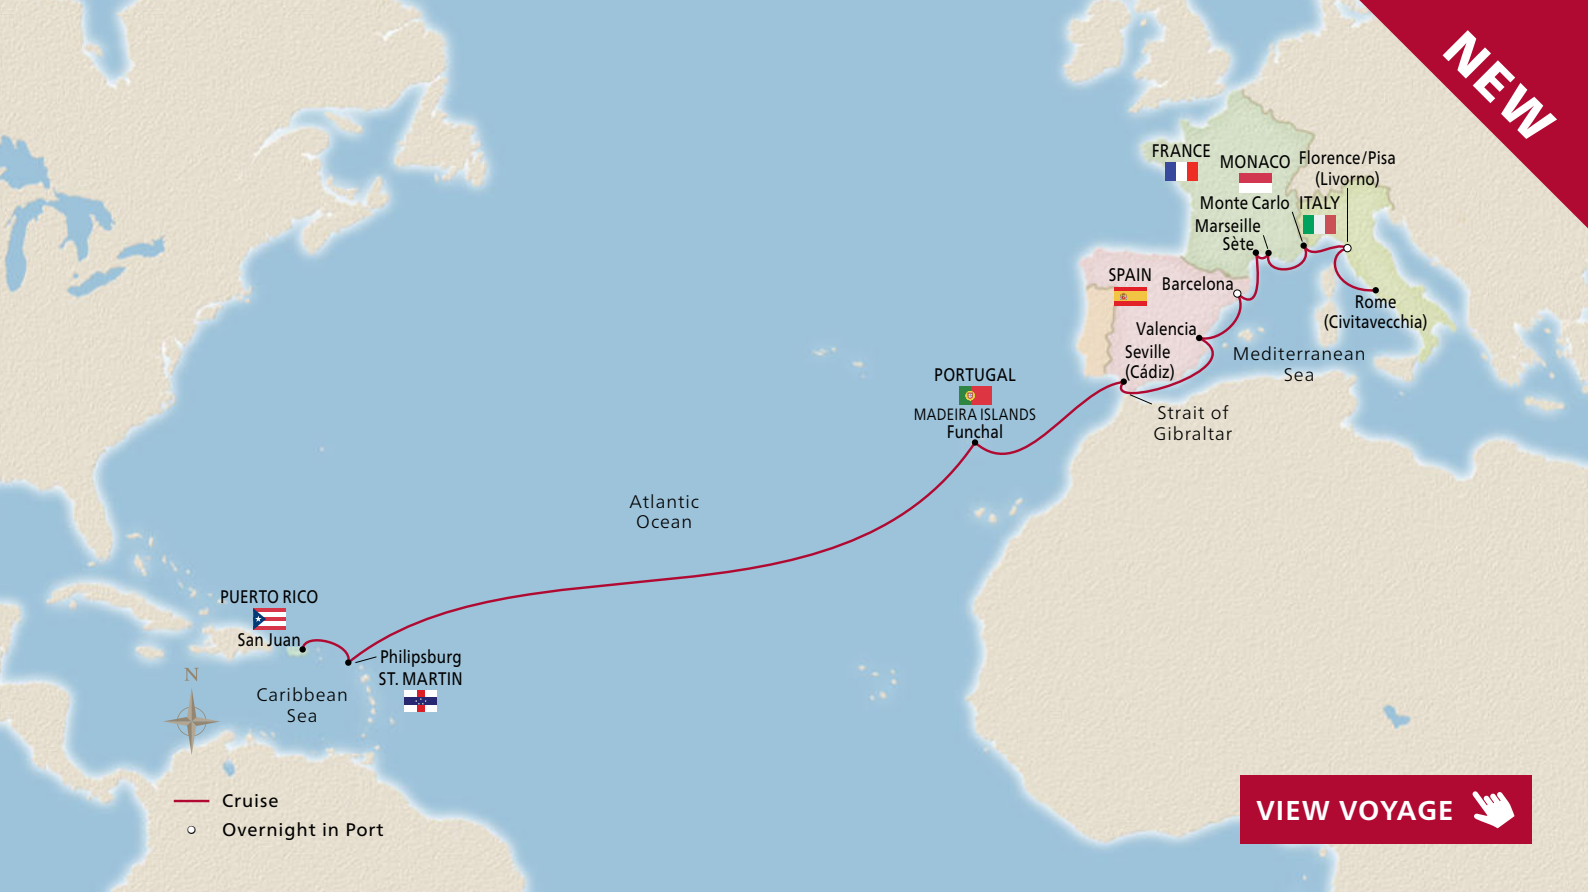 NEW
FRANCE
MONACO
Florence/Pisa
(Livorno)
Monte Carlo
ITALY
Marseille
Sète
SPAIN
Barcelona
Rome
(Civitavecchia)
Valencia
Seville
(Cádiz)
Mediterranean
Sea
PORTUGAL
MADEIRA ISLANDS
Funchal
Strait of
Gibraltar
Atlantic
Ocean
PUERTO RICO
San Juan
Philipsburg
ST. MARTIN
N
Caribbean
Sea
Cruise
Overnight in Port
VIEW VOYAGE